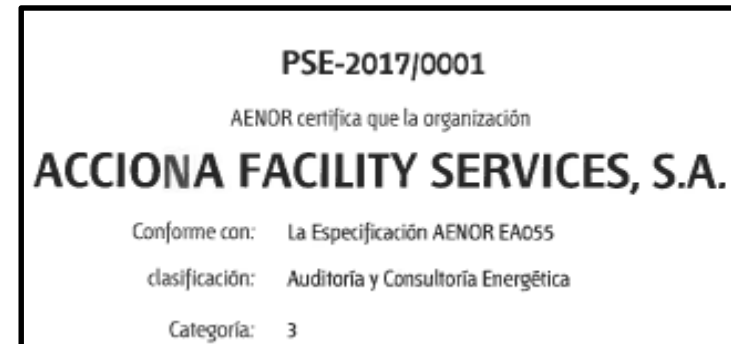 PSE-2017/0001
AENOR certifica que la organización
ACCIONA FACILITY SERVICES, S.A.
Conforme con: La Especificación AENOR EA055
clasificación: Auditoría y Consultoría Energética
Categoría: 3